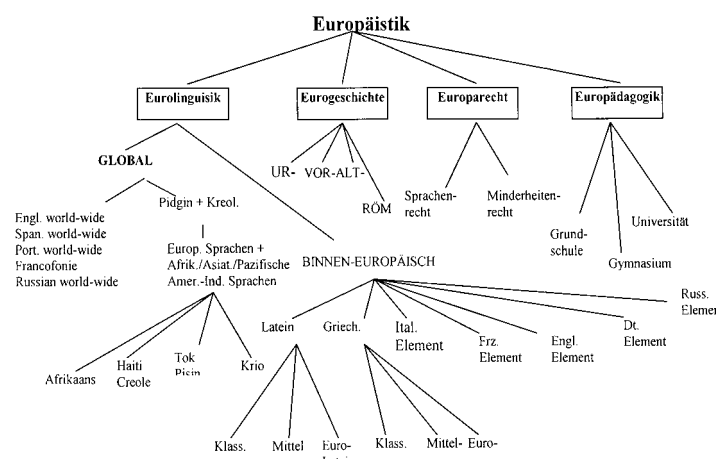 Europäistik
Eurolinguisik Eurogeschichte Europarecht Europädagogik
GLOBAL
UR- VOR-ALT-
RÖM
Sprachen-
recht
Minderheiten-
recht
Grund-
schule
Gymnasium
Universität
Engl. world-wide
Span. world-wide
Port. world-wide
Francofonie
Russian world-wide
Pidgin + Kreol.
Europ. Sprachen +
Afrik./Asiat./Pazifische
Amer.-Ind. Sprachen
BINNEN-EUROPÄISCH
Afrikaans
Haiti
Creole
Tok
Pisin
Krio
Latein
Griech.
Ital.
Element
Frz.
Element
Engl.
Element
Dt.
Element
Russ.
Elemen
Klass. Mittel Euro-
Klass. Mittel- Euro-